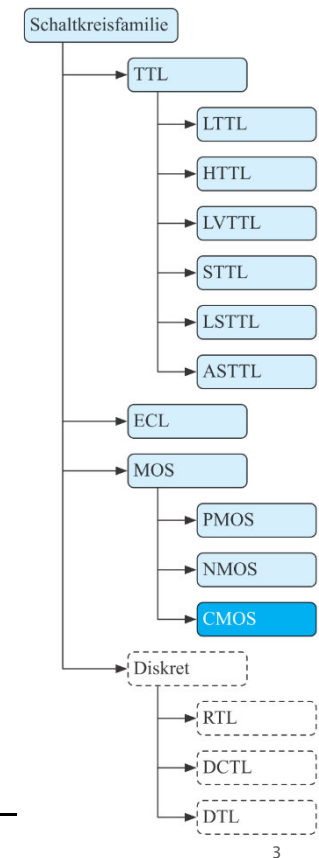 Schaltkreisfamilie
TTL
LTTL
HTTL
LVTTL
STTL
LSTTL
ASTTL
ECL
MOS
PMOS
NMOS
CMOS
Diskret
RTL
DCTL
DTL
3